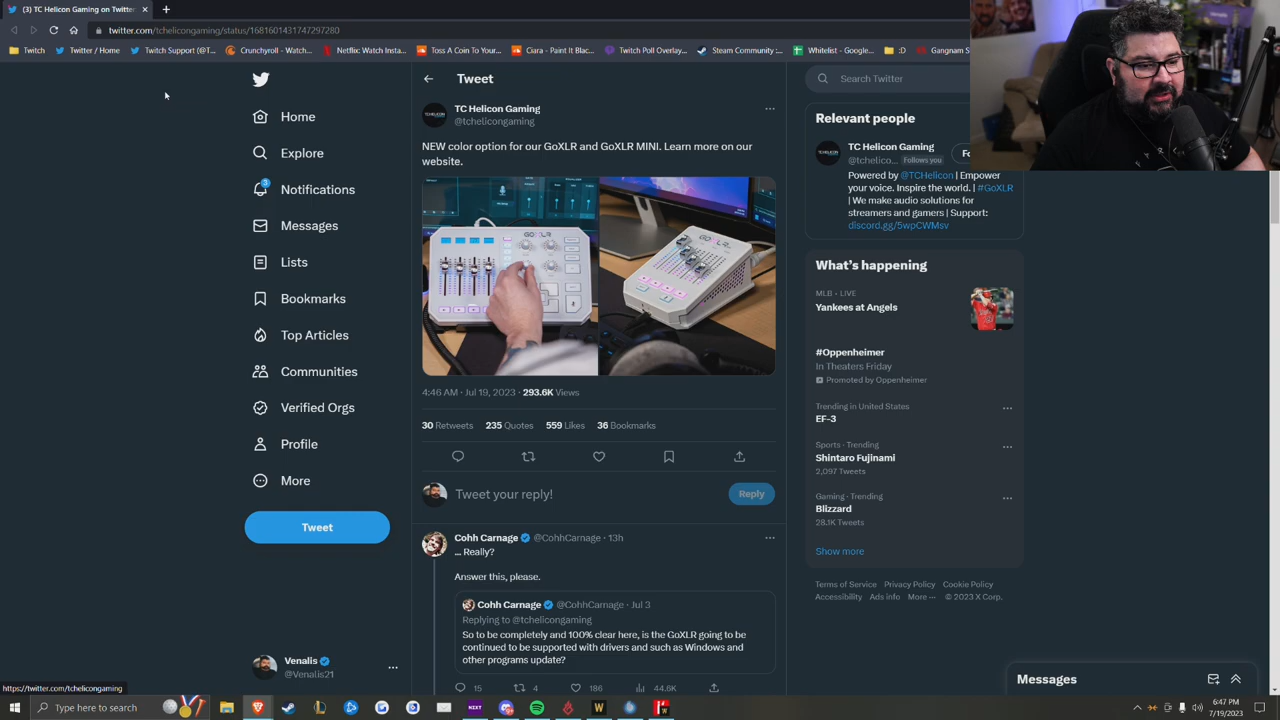 (3) TC Helicon Gaming on Twitter:
twitter.com/tchelicongaming/status/1681601431747297280
Twitch
Twitter / Home
Twitch Support (@T...
Crunchyroll - Watch...
Netflix: Watch Insta...
Toss A Coin To Your...
Ciara - Paint It Blac...
Twitch Poll Overlay...
Steam Community :...
Whitelist - Google...
:D
Gangnam S
Home
Explore
3
Notifications
Messages
Lists
Bookmarks
Top Articles
Communities
Verified Orgs
Profile
More
Tweet
Venalis
@Venalis21
https://twitter.com/tchelicongaming
Tweet
TC Helicon Gaming
@tchelicongaming
NEW color option for our GoXLR and GoXLR MINI. Learn more on our
website.
GOXLR
4:46 AM · Jul 19, 2023 · 293.6K Views
30 Retweets 235 Quotes 559 Likes 36 Bookmarks
Tweet your reply!
Reply
Cohh Carnage @CohhCarnage · 13h
... Really?
Answer this, please.
Cohh Carnage @CohhCarnage · Jul 3
Replying to @tchelicongaming
So to be completely and 100% clear here, is the GoXLR going to be
continued to be supported with drivers and such as Windows and
other programs update?
15 4 186 44.6K
Search Twitter
Relevant people
TC Helicon Gaming
@tchelico... Follows you
Fo
Powered by @TCHelicon | Empower
your voice. Inspire the world. | #GoXLR
| We make audio solutions for
streamers and gamers | Support:
discord.gg/5wpCWMsv
What's happening
MLB · LIVE
Yankees at Angels
#Oppenheimer
In Theaters Friday
Promoted by Oppenheimer
Trending in United States
EF-3
Sports · Trending
Shintaro Fujinami
2,097 Tweets
Gaming · Trending
Blizzard
28.1K Tweets
Show more
Terms of Service Privacy Policy Cookie Policy
Accessibility Ads info More ··· © 2023 X Corp.
Messages
Type here to search
6:47 PM
7/19/2023